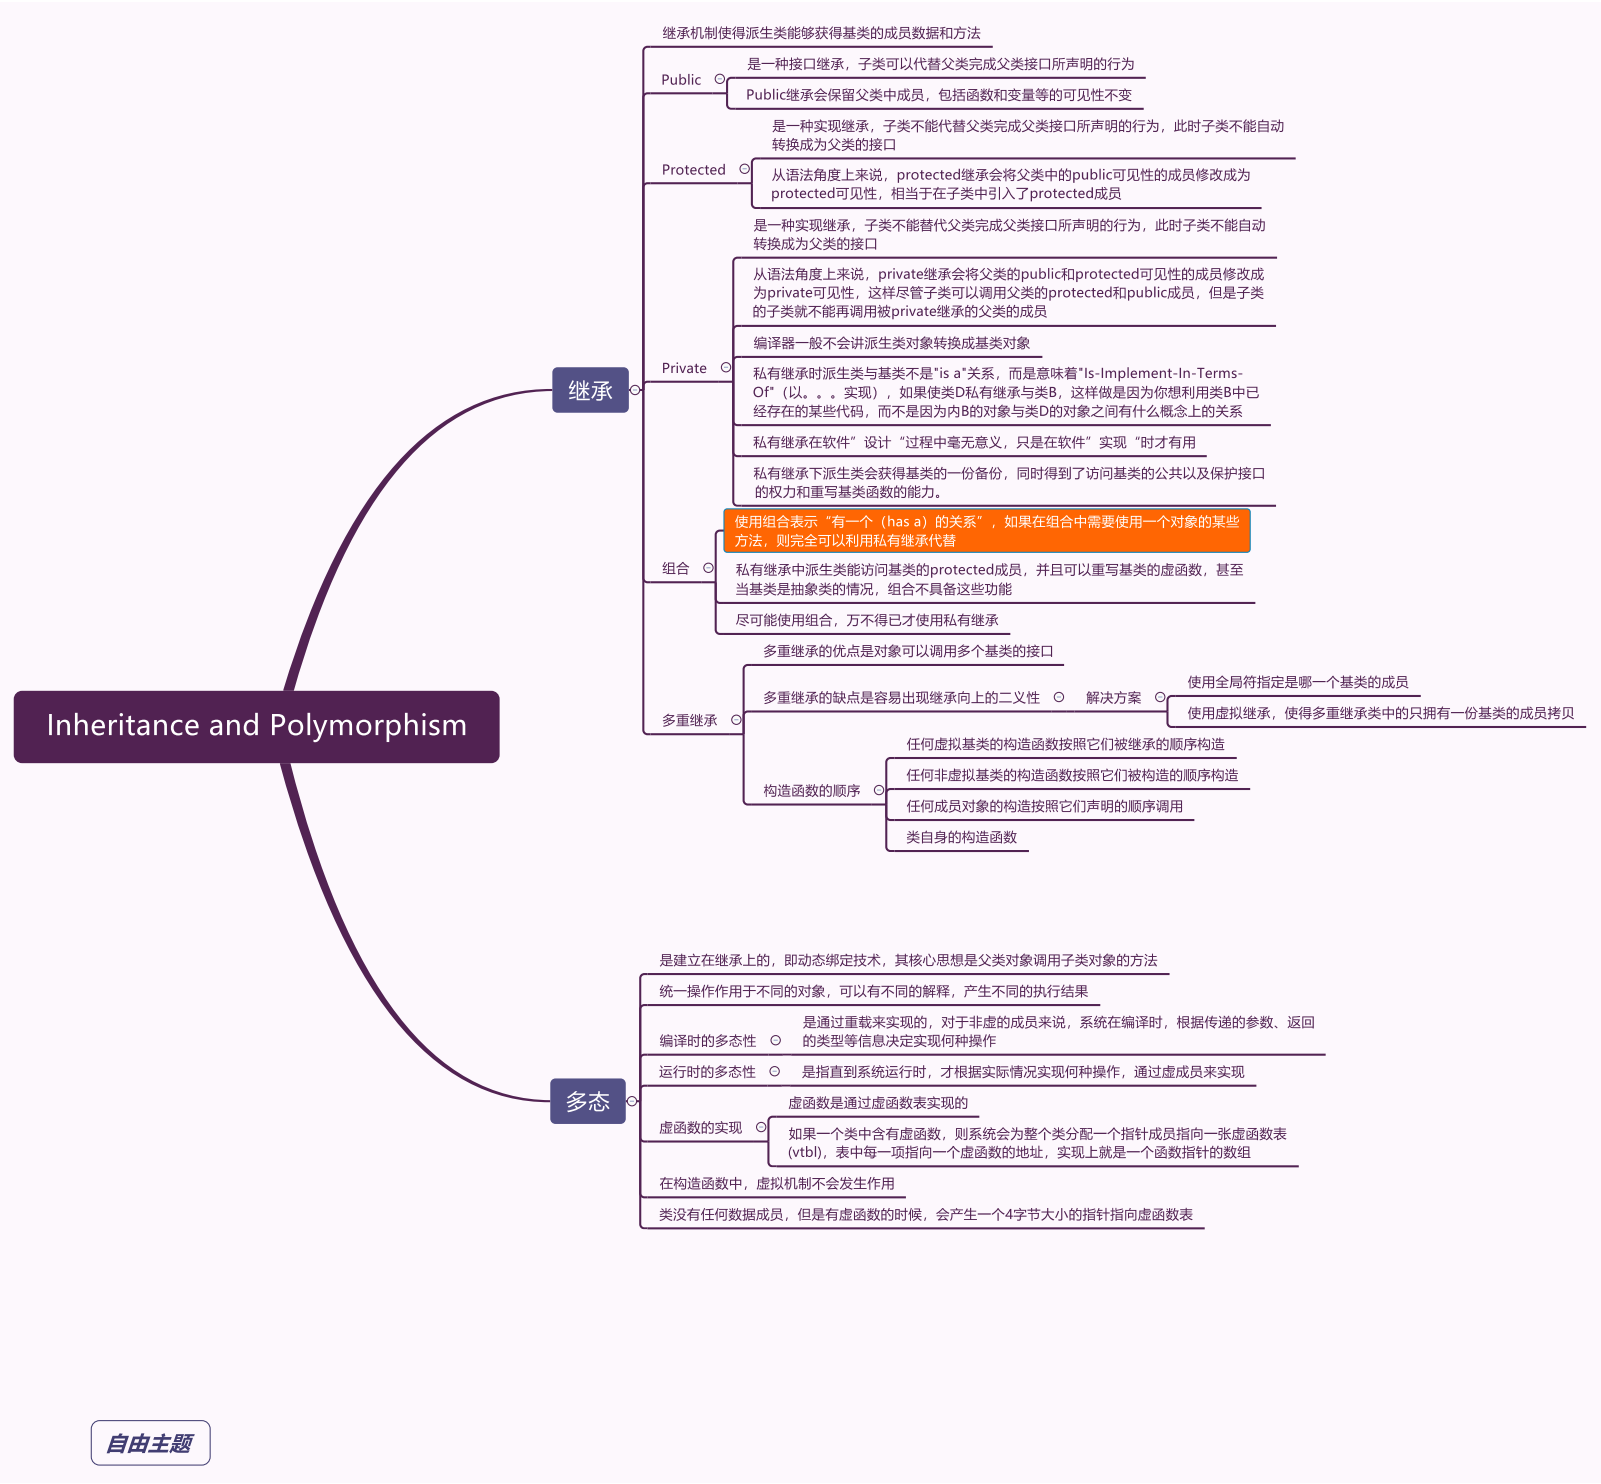 Inheritance and Polymorphism
继承
继承机制使得派生类能够获得基类的成员数据和方法
Public
是一种接口继承，子类可以代替父类完成父类接口所声明的行为
Public继承会保留父类中成员，包括函数和变量等的可见性不变
Protected
是一种实现继承，子类不能代替父类完成父类接口所声明的行为，此时子类不能自动
转换成为父类的接口
从语法角度上来说，protected继承会将父类中的public可见性的成员修改成为
protected可见性，相当于在子类中引入了protected成员
Private
是一种实现继承，子类不能替代父类完成父类接口所声明的行为，此时子类不能自动
转换成为父类的接口
从语法角度上来说，private继承会将父类的public和protected可见性的成员修改成
为private可见性，这样尽管子类可以调用父类的protected和public成员，但是子类
的子类就不能再调用被private继承的父类的成员
编译器一般不会讲派生类对象转换成基类对象
私有继承时派生类与基类不是"is a"关系，而是意味着"Is-Implement-In-Terms-
Of"（以。。。实现），如果使类D私有继承与类B，这样做是因为你想利用类B中已
经存在的某些代码，而不是因为内B的对象与类D的对象之间有什么概念上的关系
私有继承在软件”设计“过程中毫无意义，只是在软件”实现“时才有用
私有继承下派生类会获得基类的一份备份，同时得到了访问基类的公共以及保护接口
的权力和重写基类函数的能力。
组合
使用组合表示“有一个（has a）的关系”，如果在组合中需要使用一个对象的某些
方法，则完全可以利用私有继承代替
私有继承中派生类能访问基类的protected成员，并且可以重写基类的虚函数，甚至
当基类是抽象类的情况，组合不具备这些功能
尽可能使用组合，万不得已才使用私有继承
多重继承
多重继承的优点是对象可以调用多个基类的接口
多重继承的缺点是容易出现继承向上的二义性
解决方案
使用全局符指定是哪一个基类的成员
使用虚拟继承，使得多重继承类中的只拥有一份基类的成员拷贝
构造函数的顺序
任何虚拟基类的构造函数按照它们被继承的顺序构造
任何非虚拟基类的构造函数按照它们被构造的顺序构造
任何成员对象的构造按照它们声明的顺序调用
类自身的构造函数
多态
是建立在继承上的，即动态绑定技术，其核心思想是父类对象调用子类对象的方法
统一操作作用于不同的对象，可以有不同的解释，产生不同的执行结果
编译时的多态性
是通过重载来实现的，对于非虚的成员来说，系统在编译时，根据传递的参数、返回
的类型等信息决定实现何种操作
运行时的多态性
是指直到系统运行时，才根据实际情况实现何种操作，通过虚成员来实现
虚函数的实现
虚函数是通过虚函数表实现的
如果一个类中含有虚函数，则系统会为整个类分配一个指针成员指向一张虚函数表
(vtbl)，表中每一项指向一个虚函数的地址，实现上就是一个函数指针的数组
在构造函数中，虚拟机制不会发生作用
类没有任何数据成员，但是有虚函数的时候，会产生一个4字节大小的指针指向虚函数表
自由主题